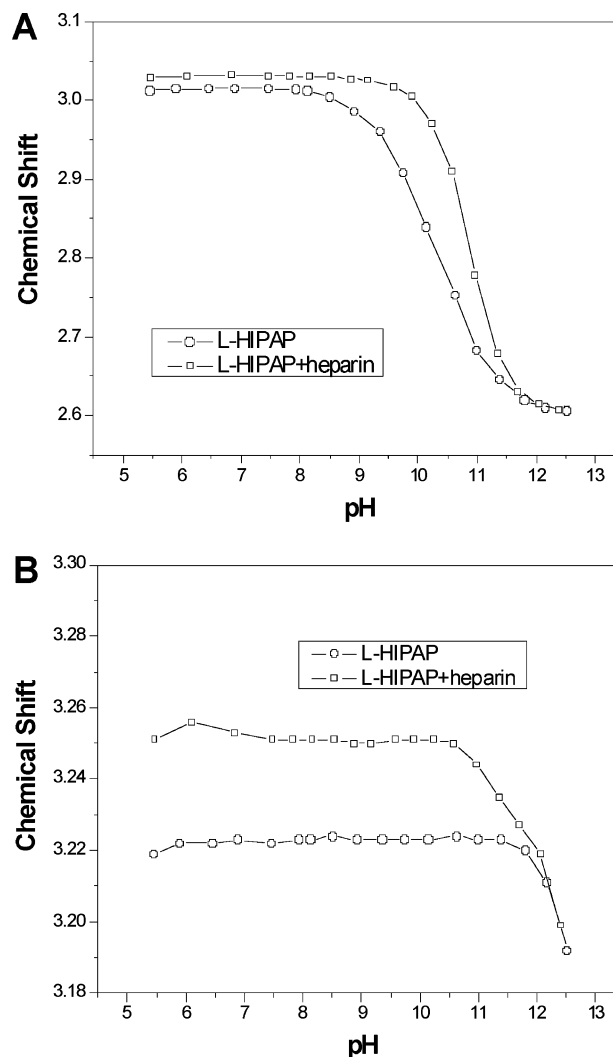 A
3.1
3.0
2.9
2.8
2.7
2.6
Chemical Shift
L-HIPAP
L-HIPAP+heparin
5 6 7 8 9 10 11 12 13
pH
B
3.30
3.28
3.26
3.24
3.22
3.20
3.18
Chemical Shift
L-HIPAP
L-HIPAP+heparin
5 6 7 8 9 10 11 12 13
pH